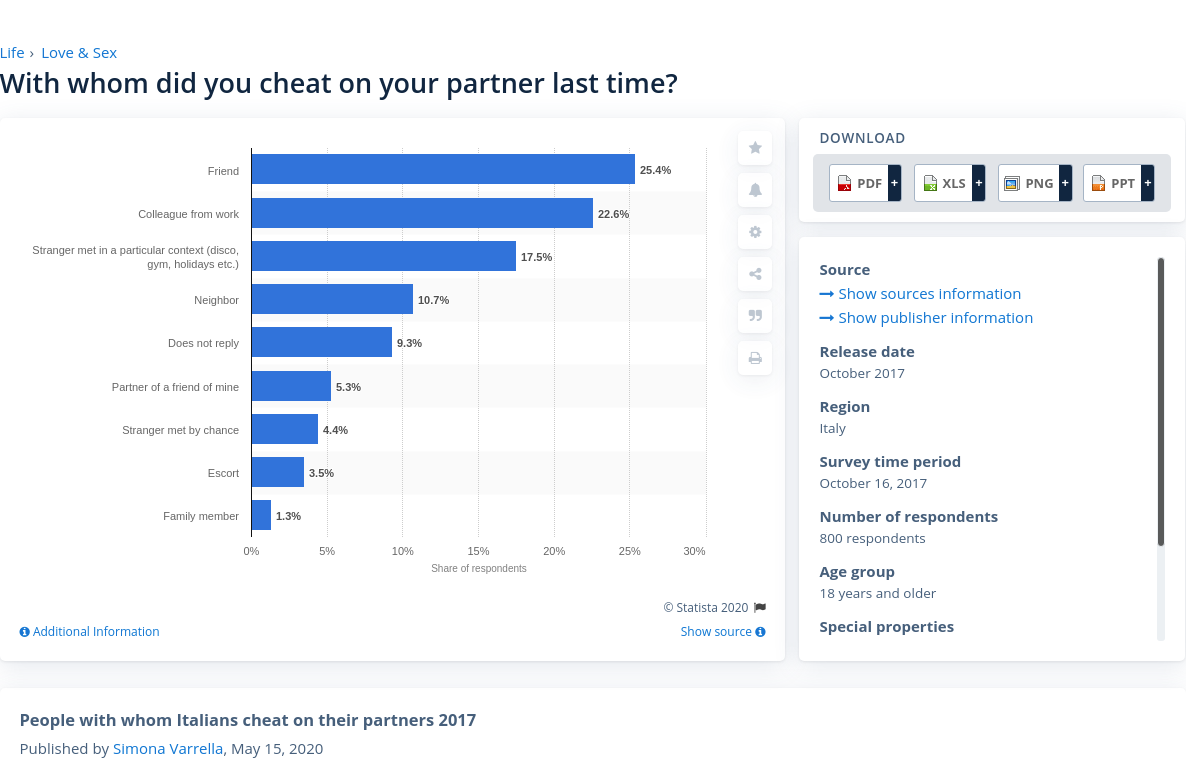 Life › Love & Sex
With whom did you cheat on your partner last time?
Friend
25.4%
Colleague from work
22.6%
Stranger met in a particular context (disco,
gym, holidays etc.)
17.5%
Neighbor
10.7%
Does not reply
9.3%
Partner of a friend of mine
5.3%
Stranger met by chance
4.4%
Escort
3.5%
Family member
1.3%
0% 5% 10% 15% 20% 25% 30%
Share of respondents
© Statista 2020
Additional Information
Show source
DOWNLOAD
PDF + XLS + PNG + PPT +
Source
Show sources information
Show publisher information
Release date
October 2017
Region
Italy
Survey time period
October 16, 2017
Number of respondents
800 respondents
Age group
18 years and older
Special properties
People with whom Italians cheat on their partners 2017
Published by Simona Varrella, May 15, 2020